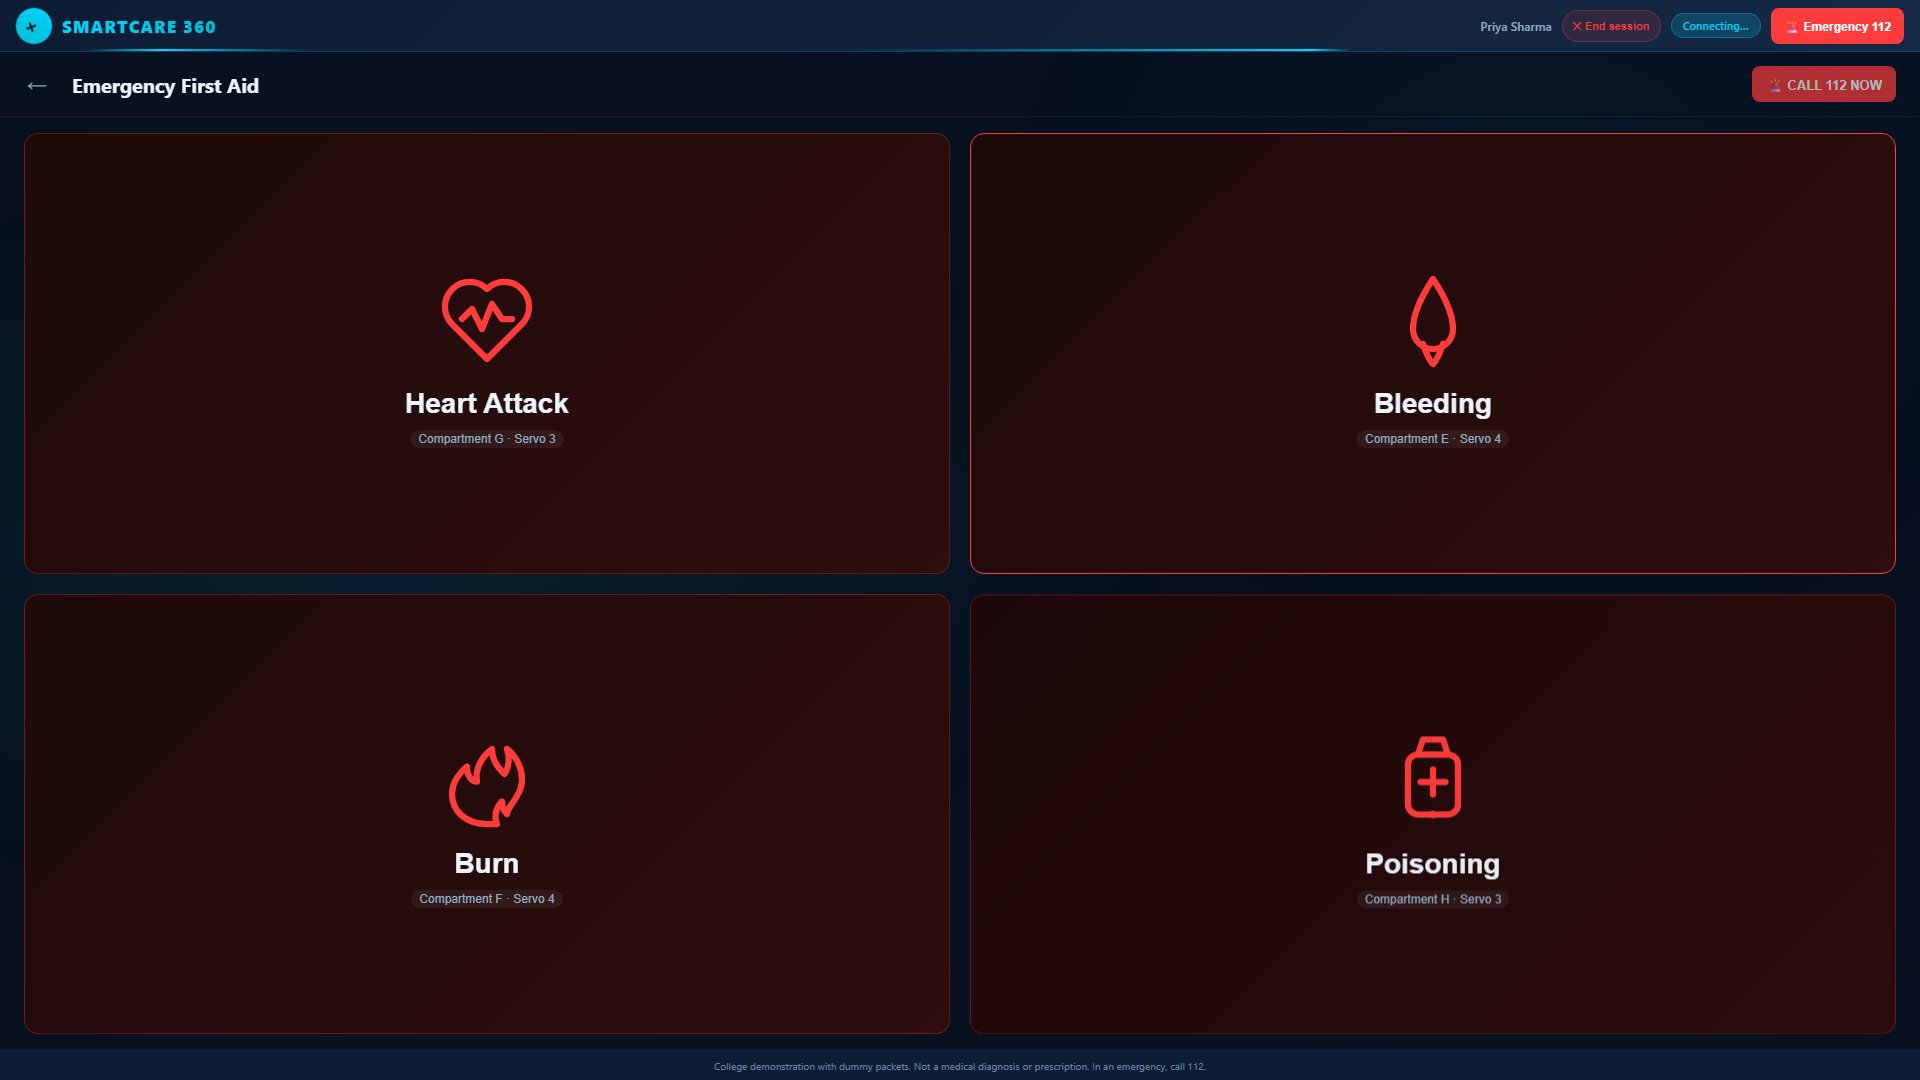 SMARTCARE 360
Priya Sharma
× End session
Connecting...
Emergency 112
← Emergency First Aid
CALL 112 NOW
Heart Attack
Compartment G · Servo 3
Bleeding
Compartment E · Servo 4
Burn
Compartment F · Servo 4
Poisoning
Compartment H · Servo 3
College demonstration with dummy packets. Not a medical diagnosis or prescription. In an emergency, call 112.